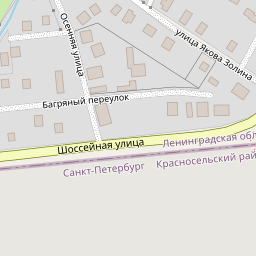 Осенняя улица
улица Якова Золина
Багряный переулок
Шоссейная улица
Ленинградская обл
Санкт-Петербург
Красносельский рай